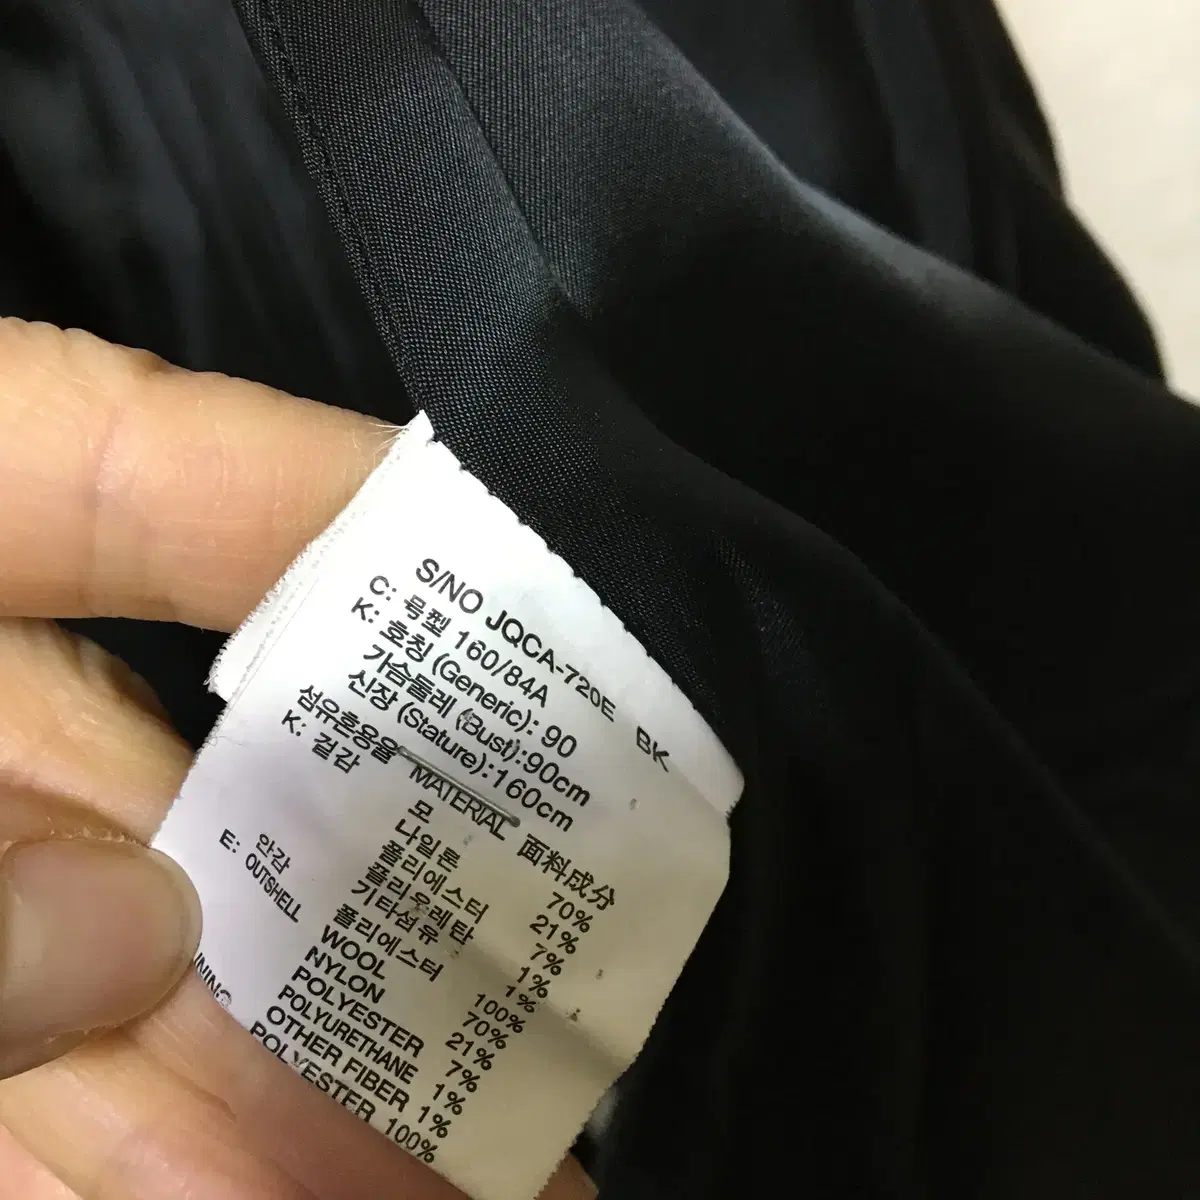 S/NO JQCA-720E BK
C: 号型 160/84A
K: 호칭 (Generic): 90
가슴둘레 (Bust):90cm
신장 (Stature):160cm
섬유혼용율 MATERIAL 面料成分
K: 겉감 모 70%
나일론 21%
폴리에스터 7%
폴리우레탄 1%
기타섬유 1%
안감 폴리에스터 100%
E: OUTSHELL WOOL 70%
NYLON 21%
POLYESTER 7%
POLYURETHANE 1%
OTHER FIBER 1%
POLYESTER 100%